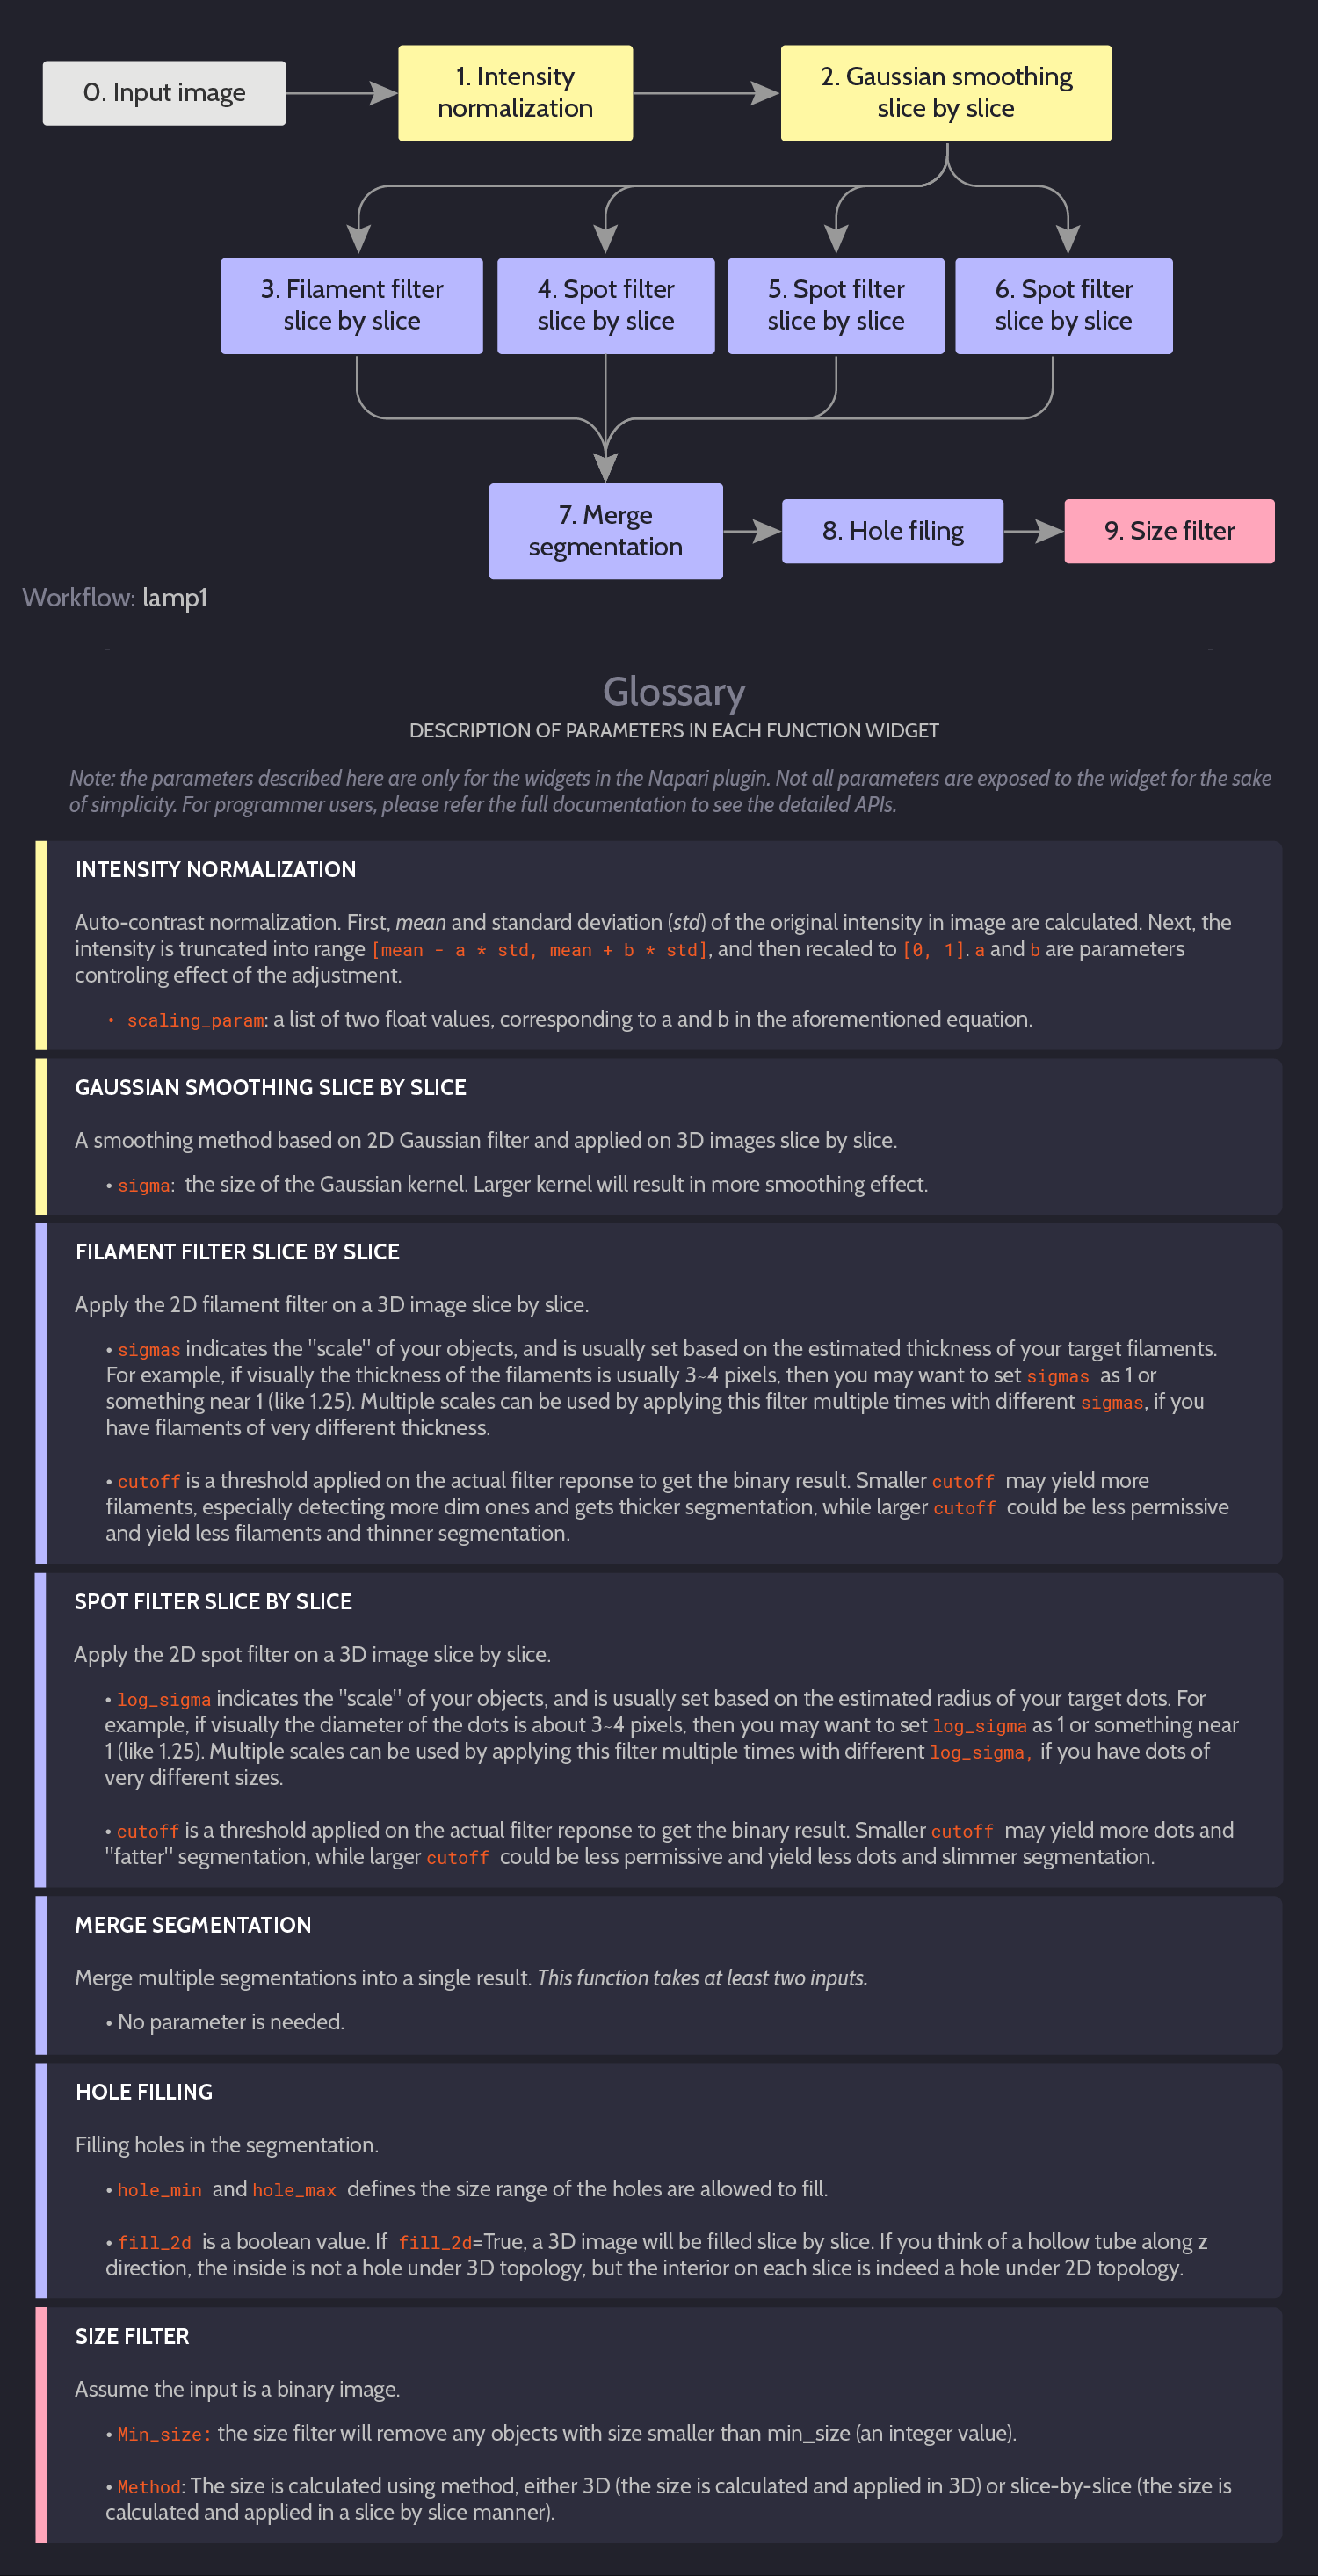 0. Input image
1. Intensity
normalization
2. Gaussian smoothing
slice by slice
3. Filament filter
slice by slice
4. Spot filter
slice by slice
5. Spot filter
slice by slice
6. Spot filter
slice by slice
7. Merge
segmentation
8. Hole filing
9. Size filter
Workflow: lamp1
Glossary
DESCRIPTION OF PARAMETERS IN EACH FUNCTION WIDGET
Note: the parameters described here are only for the widgets in the Napari plugin. Not all parameters are exposed to the widget for the sake
of simplicity. For programmer users, please refer the full documentation to see the detailed APIs.
INTENSITY NORMALIZATION
Auto-contrast normalization. First, mean and standard deviation (std) of the original intensity in image are calculated. Next, the
intensity is truncated into range [mean - a * std, mean + b * std], and then recaled to [0, 1]. a and b are parameters
controling effect of the adjustment.
• scaling_param: a list of two float values, corresponding to a and b in the aforementioned equation.
GAUSSIAN SMOOTHING SLICE BY SLICE
A smoothing method based on 2D Gaussian filter and applied on 3D images slice by slice.
• sigma: the size of the Gaussian kernel. Larger kernel will result in more smoothing effect.
FILAMENT FILTER SLICE BY SLICE
Apply the 2D filament filter on a 3D image slice by slice.
• sigmas indicates the "scale" of your objects, and is usually set based on the estimated thickness of your target filaments.
For example, if visually the thickness of the filaments is usually 3~4 pixels, then you may want to set sigmas as 1 or
something near 1 (like 1.25). Multiple scales can be used by applying this filter multiple times with different sigmas, if you
have filaments of very different thickness.
• cutoff is a threshold applied on the actual filter reponse to get the binary result. Smaller cutoff may yield more
filaments, especially detecting more dim ones and gets thicker segmentation, while larger cutoff could be less permissive
and yield less filaments and thinner segmentation.
SPOT FILTER SLICE BY SLICE
Apply the 2D spot filter on a 3D image slice by slice.
• log_sigma indicates the "scale" of your objects, and is usually set based on the estimated radius of your target dots. For
example, if visually the diameter of the dots is about 3~4 pixels, then you may want to set log_sigma as 1 or something near
1 (like 1.25). Multiple scales can be used by applying this filter multiple times with different log_sigma, if you have dots of
very different sizes.
• cutoff is a threshold applied on the actual filter reponse to get the binary result. Smaller cutoff may yield more dots and
"fatter" segmentation, while larger cutoff could be less permissive and yield less dots and slimmer segmentation.
MERGE SEGMENTATION
Merge multiple segmentations into a single result. This function takes at least two inputs.
• No parameter is needed.
HOLE FILLING
Filling holes in the segmentation.
• hole_min and hole_max defines the size range of the holes are allowed to fill.
• fill_2d is a boolean value. If fill_2d=True, a 3D image will be filled slice by slice. If you think of a hollow tube along z
direction, the inside is not a hole under 3D topology, but the interior on each slice is indeed a hole under 2D topology.
SIZE FILTER
Assume the input is a binary image.
• Min_size: the size filter will remove any objects with size smaller than min_size (an integer value).
• Method: The size is calculated using method, either 3D (the size is calculated and applied in 3D) or slice-by-slice (the size is
calculated and applied in a slice by slice manner).